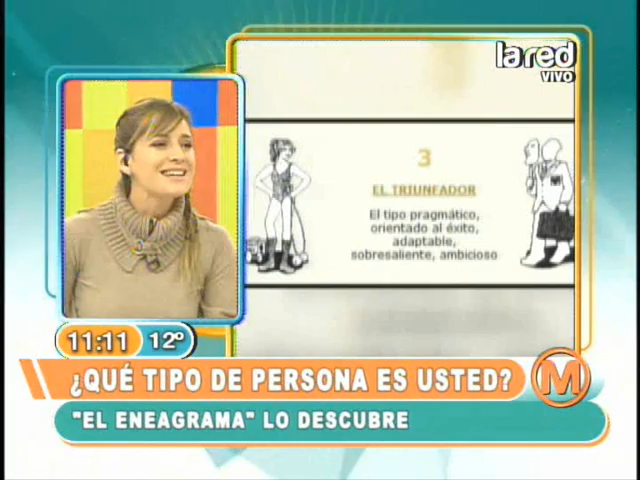 lared
VIVO
3
EL TRIUNFADOR
El tipo pragmático,
orientado al éxito,
adaptable,
sobresaliente, ambicioso
11:11 12º
¿QUÉ TIPO DE PERSONA ES USTED?
M
"EL ENEAGRAMA" LO DESCUBRE